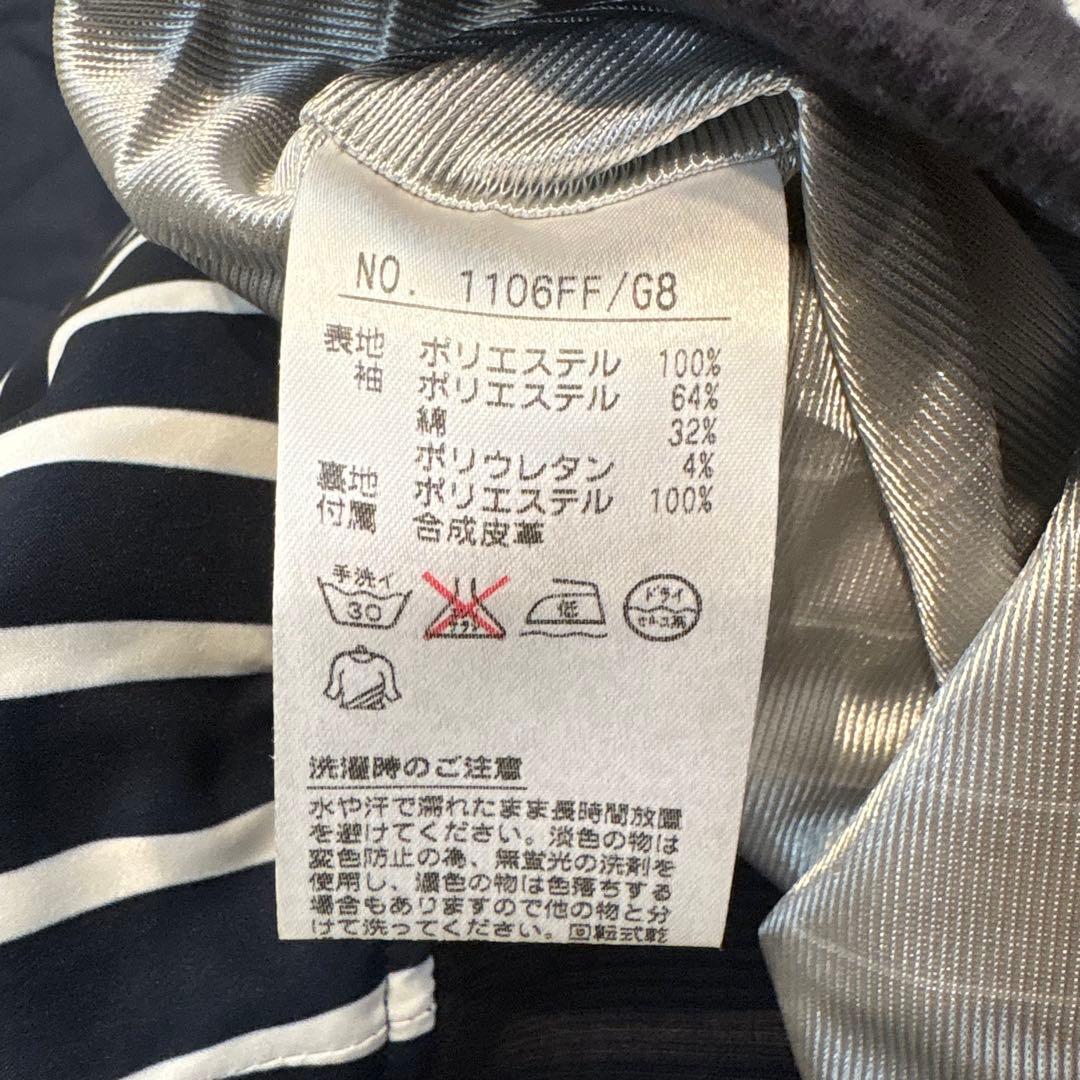 NO. 1106FF/G8
表地 ポリエステル 100%
袖 ポリエステル 64%
綿 32%
ポリウレタン 4%
裏地 ポリエステル 100%
付属 合成皮革
手洗イ
30
エンソ
サラシ
低
ドライ
セキユ系
洗濯時のご注意
水や汗で濡れたまま長時間放置
を避けてください。淡色の物は
変色防止の為、無蛍光の洗剤を
使用し、濃色の物は色落ちする
場合もありますので他の物と分
けて洗ってください。回転式乾